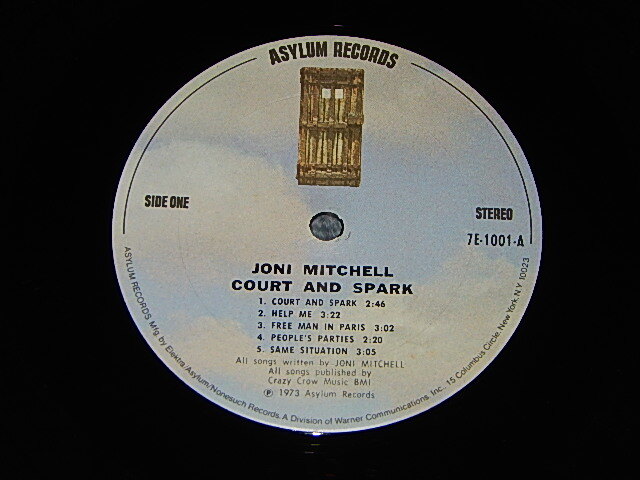 ASYLUM RECORDS
SIDE ONE
STEREO
7E-1001-A
JONI MITCHELL
COURT AND SPARK
1. COURT AND SPARK 2:46
2. HELP ME 3:22
3. FREE MAN IN PARIS 3:02
4. PEOPLE'S PARTIES 2:20
5. SAME SITUATION 3:05
All songs written by JONI MITCHELL
All songs published by
Crazy Crow Music BMI
℗ 1973 Asylum Records
ASYLUM RECORDS Mfg. by Elektra/Asylum/Nonesuch Records. A Division of Warner Communications, Inc., 15 Columbus Circle, New York N.Y. 10023